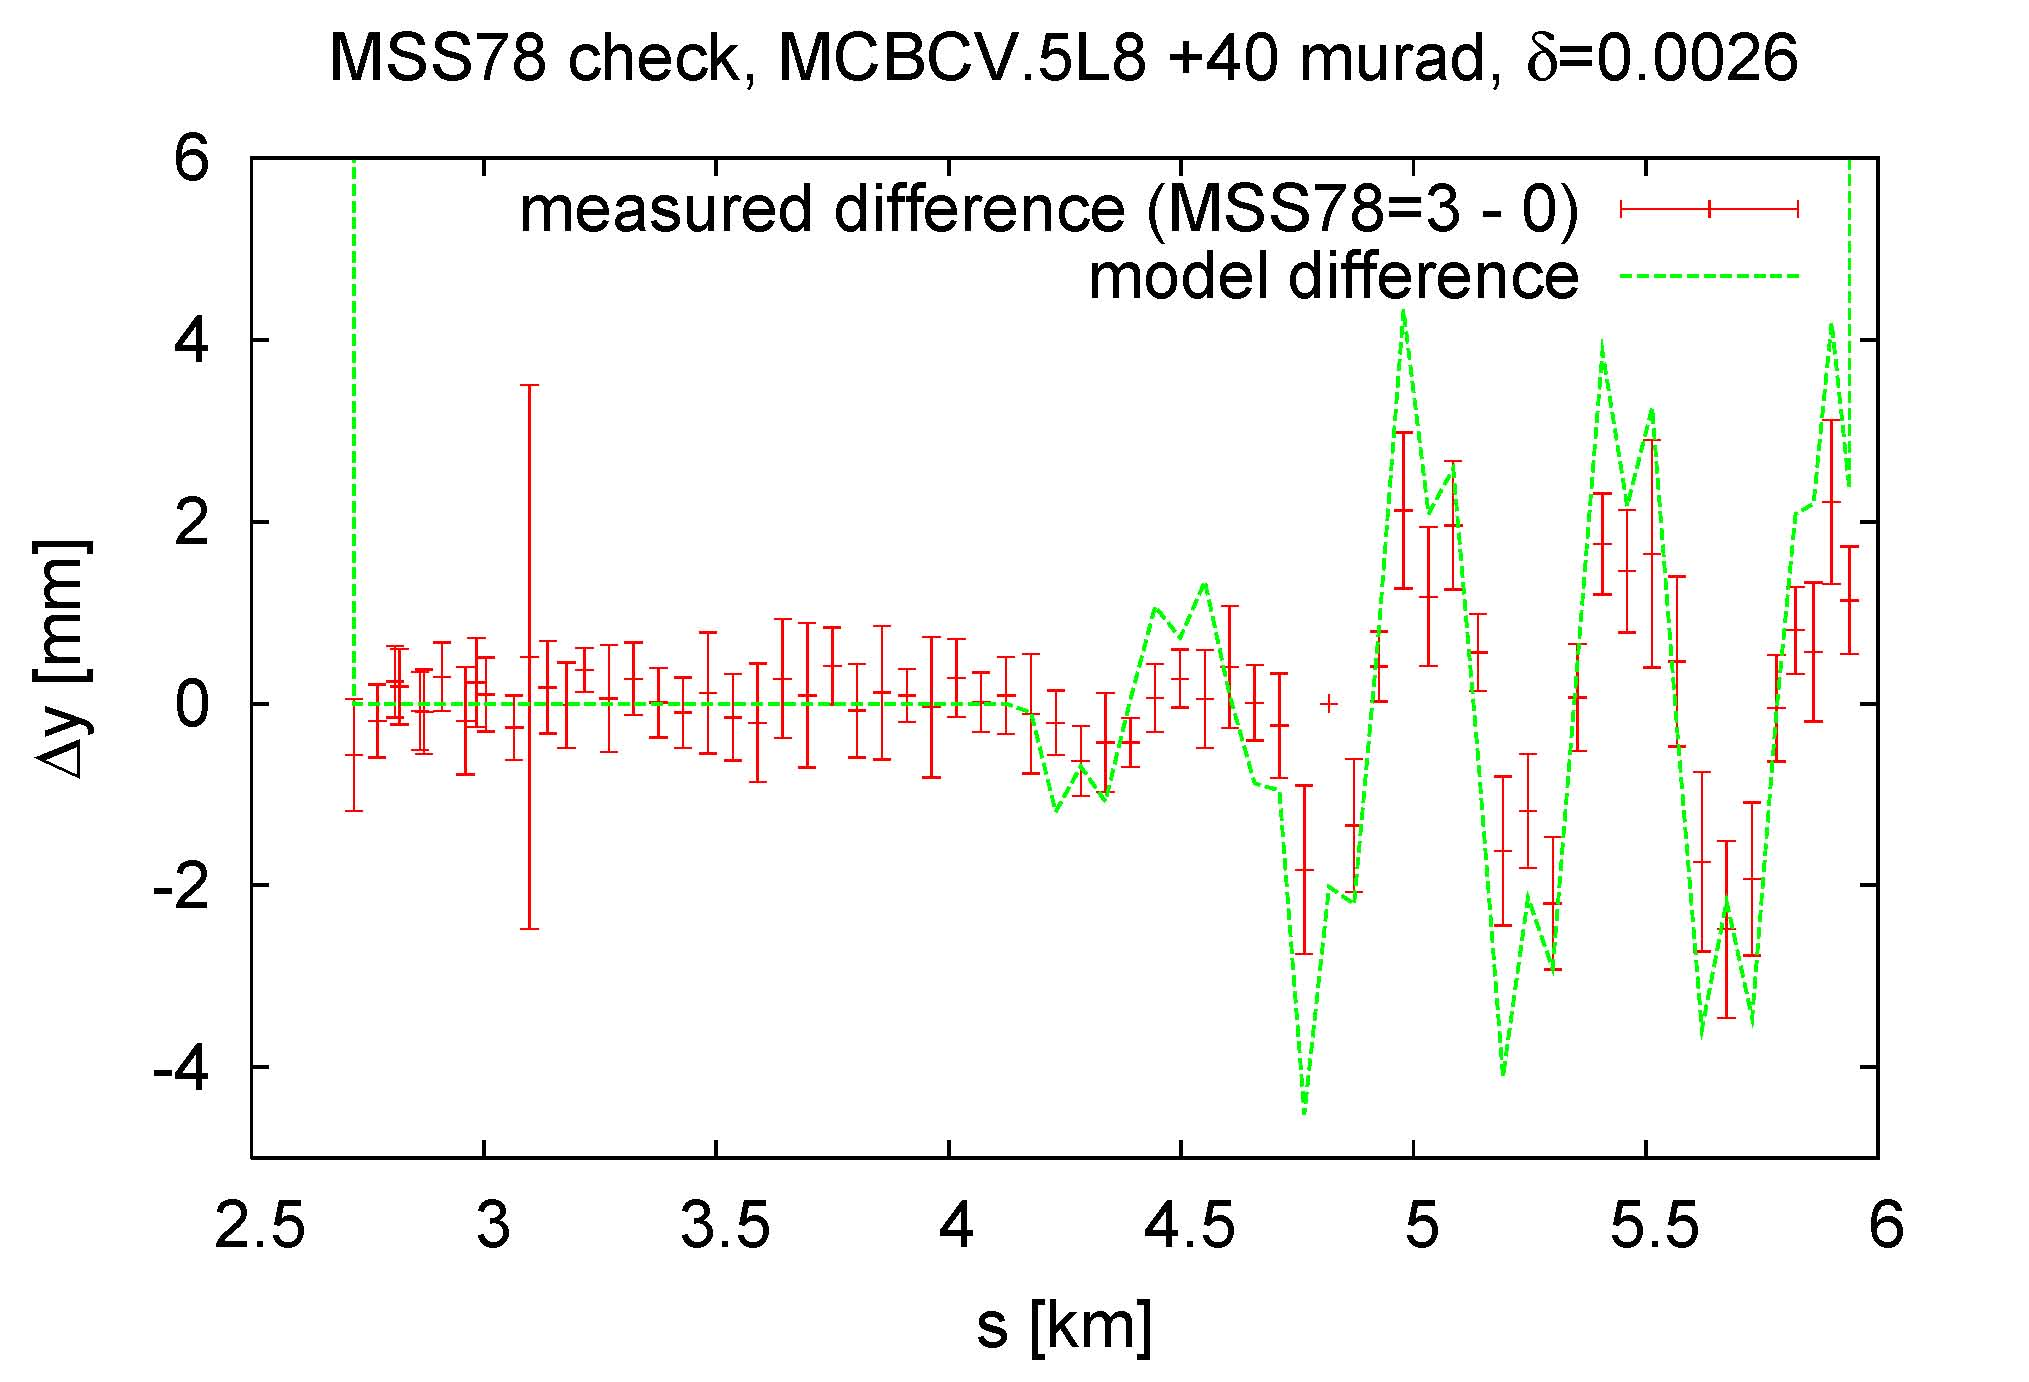 MSS78 check, MCBCV.5L8 +40 murad, δ=0.0026
measured difference (MSS78=3 - 0)
model difference
6
4
2
0
-2
-4
Δy [mm]
2.5 3 3.5 4 4.5 5 5.5 6
s [km]